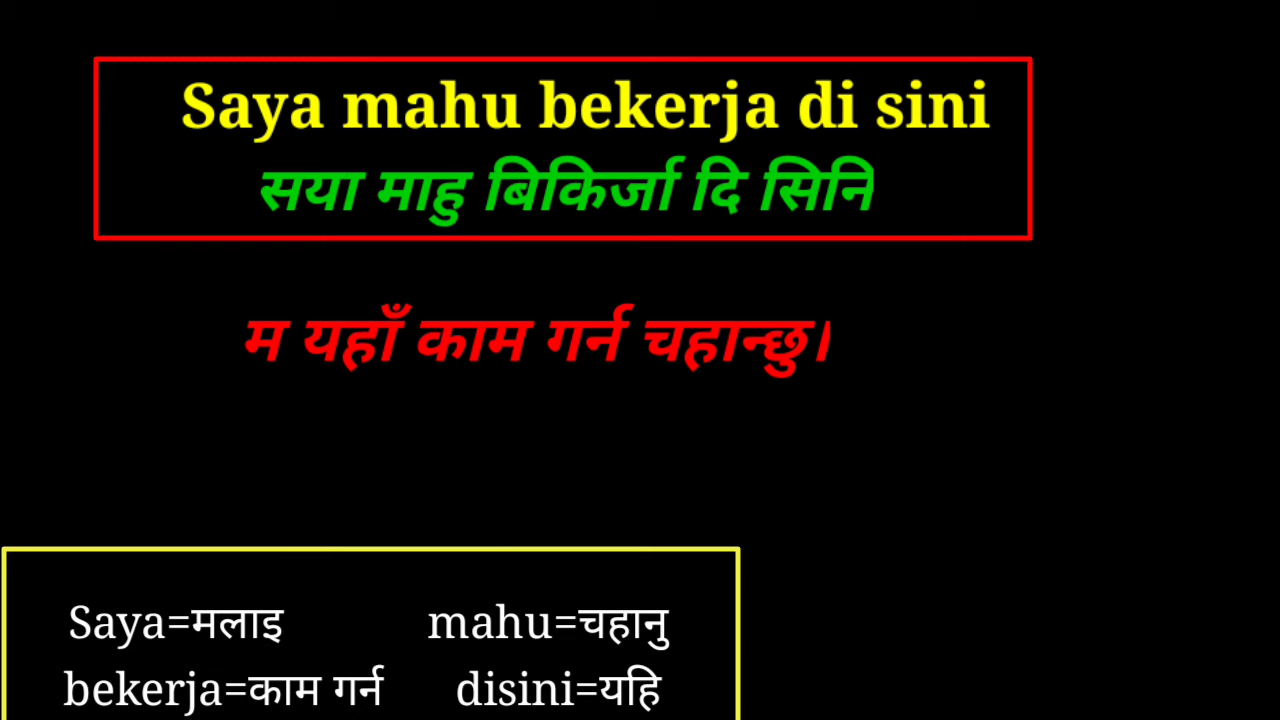 Saya mahu bekerja di sini
सया माहु बिकिर्जा दि सिनि
म यहाँ काम गर्न चहान्छु।
Saya=मलाइ mahu=चहानु
bekerja=काम गर्न disini=यहि